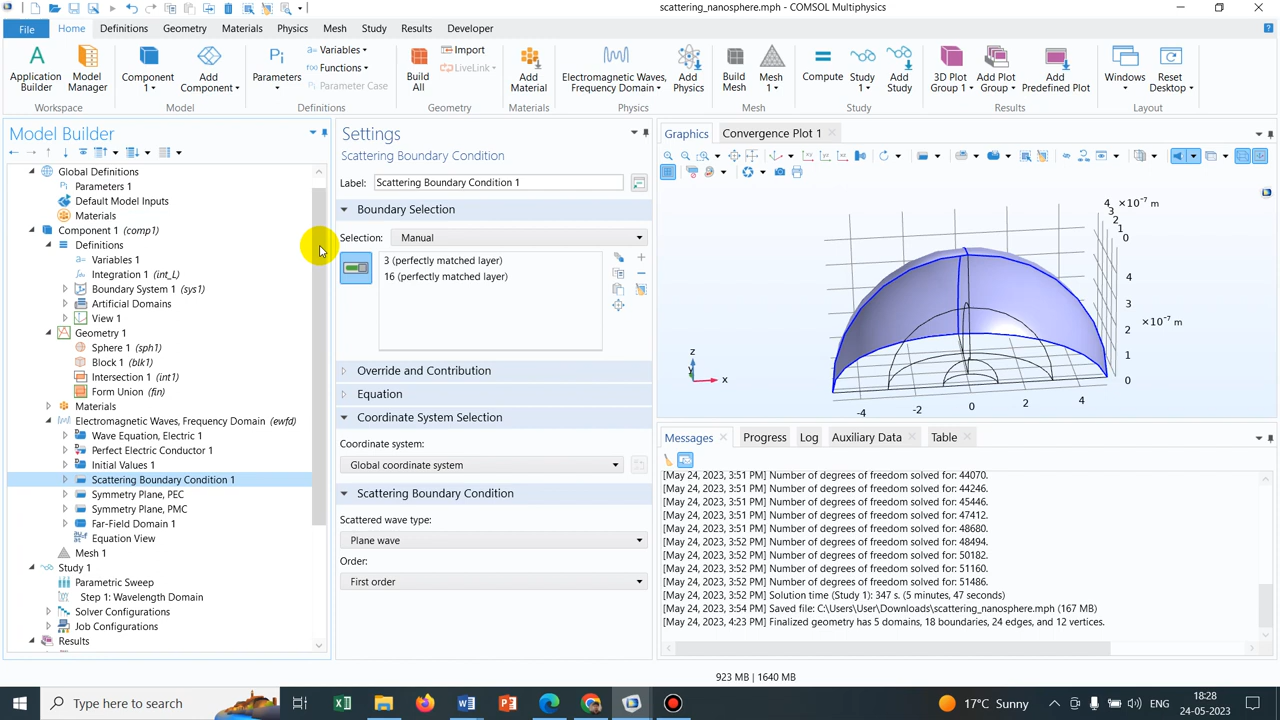 scattering_nanosphere.mph - COMSOL Multiphysics
File Home Definitions Geometry Materials Physics Mesh Study Results Developer
Application Builder
Model Manager
Workspace
Component 1
Add Component
Model
Pi
Parameters
a= Variables
f(x) Functions
Pi Parameter Case
Definitions
Build All
Import
LiveLink
Geometry
Add Material
Materials
Electromagnetic Waves, Frequency Domain
Add Physics
Physics
Build Mesh
Mesh 1
Mesh
Compute
Study 1
Add Study
Study
3D Plot Group 1
Add Plot Group
Add Predefined Plot
Results
Windows
Reset Desktop
Layout
Model Builder
Global Definitions
Pi Parameters 1
Default Model Inputs
Materials
Component 1 (comp1)
Definitions
a= Variables 1
Integration 1 (int_L)
Boundary System 1 (sys1)
Artificial Domains
View 1
Geometry 1
Sphere 1 (sph1)
Block 1 (blk1)
Intersection 1 (int1)
Form Union (fin)
Materials
Electromagnetic Waves, Frequency Domain (ewfd)
Wave Equation, Electric 1
Perfect Electric Conductor 1
Initial Values 1
Scattering Boundary Condition 1
Symmetry Plane, PEC
Symmetry Plane, PMC
Far-Field Domain 1
Equation View
Mesh 1
Study 1
Parametric Sweep
Step 1: Wavelength Domain
Solver Configurations
Job Configurations
Results
Settings
Scattering Boundary Condition
Label: Scattering Boundary Condition 1
Boundary Selection
Selection: Manual
3 (perfectly matched layer)
16 (perfectly matched layer)
Override and Contribution
Equation
Coordinate System Selection
Coordinate system:
Global coordinate system
Scattering Boundary Condition
Scattered wave type:
Plane wave
Order:
First order
Graphics Convergence Plot 1
4 ×10⁻⁷ m
3
2
1
0
4
3
×10⁻⁷ m
2
1
0
-4 -2 0 2 4
z
y
x
Messages Progress Log Auxiliary Data Table
[May 24, 2023, 3:51 PM] Number of degrees of freedom solved for: 44070.
[May 24, 2023, 3:51 PM] Number of degrees of freedom solved for: 44246.
[May 24, 2023, 3:51 PM] Number of degrees of freedom solved for: 45446.
[May 24, 2023, 3:51 PM] Number of degrees of freedom solved for: 47412.
[May 24, 2023, 3:51 PM] Number of degrees of freedom solved for: 48680.
[May 24, 2023, 3:52 PM] Number of degrees of freedom solved for: 48494.
[May 24, 2023, 3:52 PM] Number of degrees of freedom solved for: 50182.
[May 24, 2023, 3:52 PM] Number of degrees of freedom solved for: 51160.
[May 24, 2023, 3:52 PM] Number of degrees of freedom solved for: 51486.
[May 24, 2023, 3:52 PM] Solution time (Study 1): 347 s. (5 minutes, 47 seconds)
[May 24, 2023, 3:54 PM] Saved file: C:\Users\User\Downloads\scattering_nanosphere.mph (167 MB)
[May 24, 2023, 4:23 PM] Finalized geometry has 5 domains, 18 boundaries, 24 edges, and 12 vertices.
923 MB | 1640 MB
Type here to search
17°C Sunny
ENG
18:28
24-05-2023